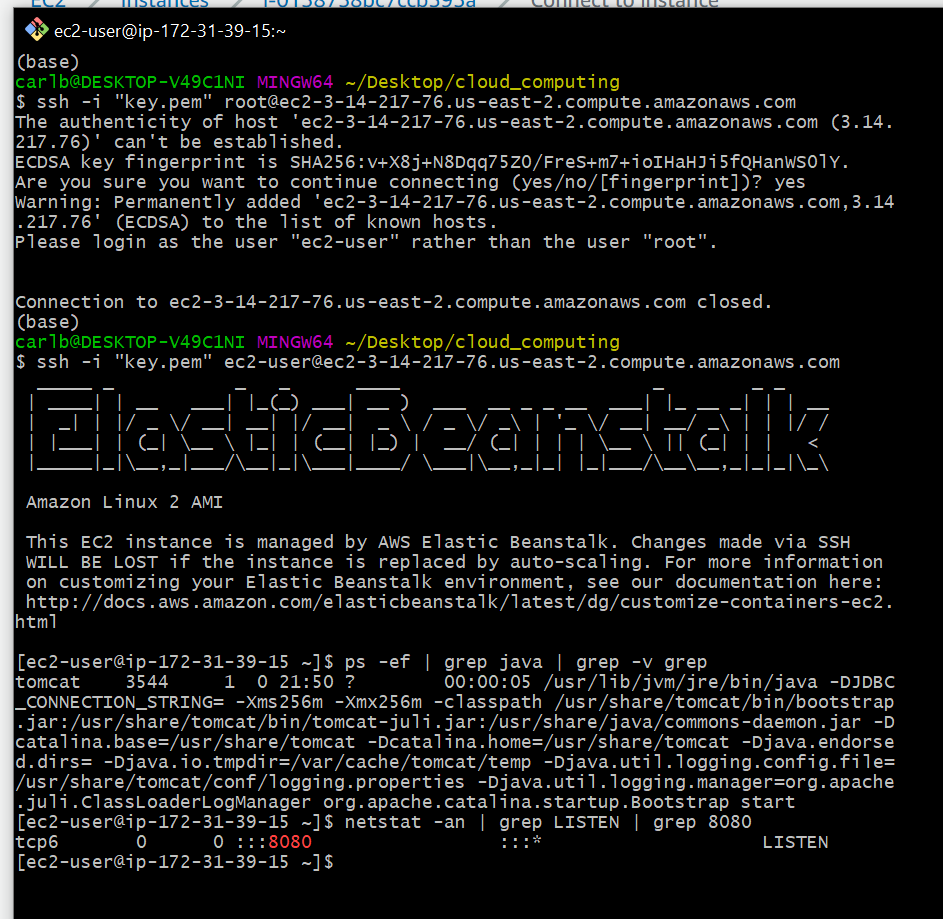 EC2 Instances i-0158758bc7ccb593a Connect to instance
ec2-user@ip-172-31-39-15:~
(base)
carlb@DESKTOP-V49C1NI MINGW64 ~/Desktop/cloud_computing
$ ssh -i "key.pem" root@ec2-3-14-217-76.us-east-2.compute.amazonaws.com
The authenticity of host 'ec2-3-14-217-76.us-east-2.compute.amazonaws.com (3.14.
217.76)' can't be established.
ECDSA key fingerprint is SHA256:v+X8j+N8Dqq75Z0/FreS+m7+ioIHaHJi5fQHanWSOlY.
Are you sure you want to continue connecting (yes/no/[fingerprint])? yes
Warning: Permanently added 'ec2-3-14-217-76.us-east-2.compute.amazonaws.com,3.14
.217.76' (ECDSA) to the list of known hosts.
Please login as the user "ec2-user" rather than the user "root".
Connection to ec2-3-14-217-76.us-east-2.compute.amazonaws.com closed.
(base)
carlb@DESKTOP-V49C1NI MINGW64 ~/Desktop/cloud_computing
$ ssh -i "key.pem" ec2-user@ec2-3-14-217-76.us-east-2.compute.amazonaws.com
ElasticBeanstalk
Amazon Linux 2 AMI
This EC2 instance is managed by AWS Elastic Beanstalk. Changes made via SSH
WILL BE LOST if the instance is replaced by auto-scaling. For more information
on customizing your Elastic Beanstalk environment, see our documentation here:
http://docs.aws.amazon.com/elasticbeanstalk/latest/dg/customize-containers-ec2.
html
[ec2-user@ip-172-31-39-15 ~]$ ps -ef | grep java | grep -v grep
tomcat 3544 1 0 21:50 ? 00:00:05 /usr/lib/jvm/jre/bin/java -DJDBC
_CONNECTION_STRING= -Xms256m -Xmx256m -classpath /usr/share/tomcat/bin/bootstrap
.jar:/usr/share/tomcat/bin/tomcat-juli.jar:/usr/share/java/commons-daemon.jar -D
catalina.base=/usr/share/tomcat -Dcatalina.home=/usr/share/tomcat -Djava.endorse
d.dirs= -Djava.io.tmpdir=/var/cache/tomcat/temp -Djava.util.logging.config.file=
/usr/share/tomcat/conf/logging.properties -Djava.util.logging.manager=org.apache
.juli.ClassLoaderLogManager org.apache.catalina.startup.Bootstrap start
[ec2-user@ip-172-31-39-15 ~]$ netstat -an | grep LISTEN | grep 8080
tcp6 0 0 :::8080 :::* LISTEN
[ec2-user@ip-172-31-39-15 ~]$